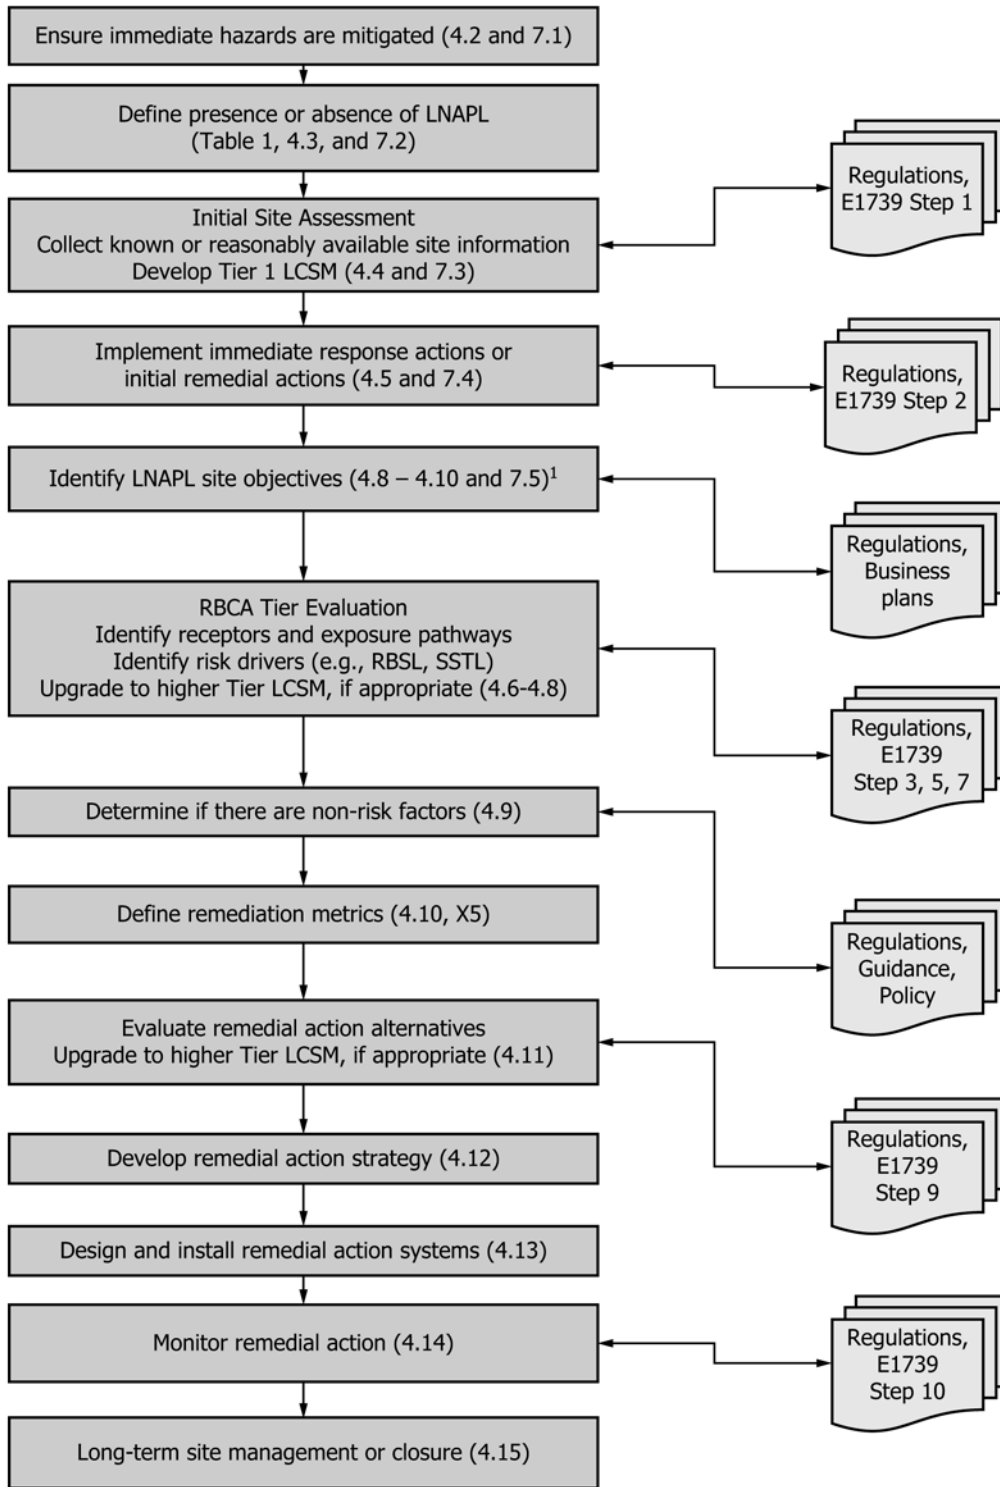 Ensure immediate hazards are mitigated (4.2 and 7.1)
Define presence or absence of LNAPL
(Table 1, 4.3, and 7.2)
Regulations,
E1739 Step 1
Initial Site Assessment
Collect known or reasonably available site information
Develop Tier 1 LCSM (4.4 and 7.3)
Implement immediate response actions or
initial remedial actions (4.5 and 7.4)
Regulations,
E1739 Step 2
Identify LNAPL site objectives (4.8 – 4.10 and 7.5)¹
Regulations,
Business
plans
RBCA Tier Evaluation
Identify receptors and exposure pathways
Identify risk drivers (e.g., RBSL, SSTL)
Upgrade to higher Tier LCSM, if appropriate (4.6-4.8)
Regulations,
E1739
Step 3, 5, 7
Determine if there are non-risk factors (4.9)
Define remediation metrics (4.10, X5)
Regulations,
Guidance,
Policy
Evaluate remedial action alternatives
Upgrade to higher Tier LCSM, if appropriate (4.11)
Regulations,
E1739
Step 9
Develop remedial action strategy (4.12)
Design and install remedial action systems (4.13)
Monitor remedial action (4.14)
Regulations,
E1739
Step 10
Long-term site management or closure (4.15)